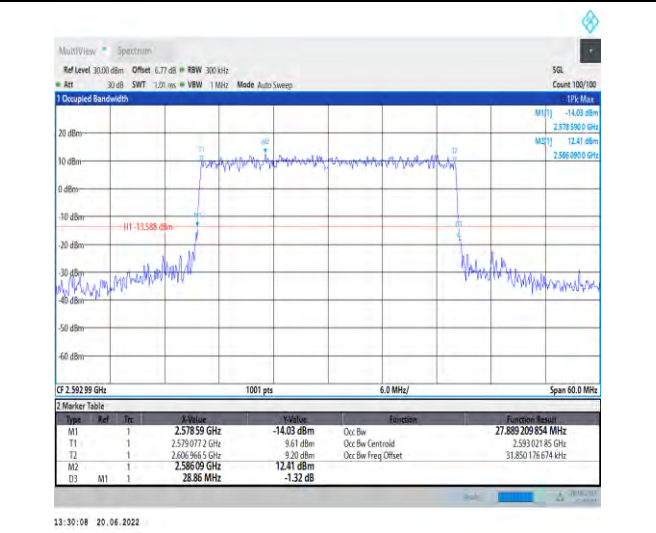 MultiView Spectrum
Ref Level 30.00 dBm Offset 6.77 dB RBW 300 kHz SGL
Att 30 dB SWT 1.01 ms VBW 1 MHz Mode Auto Sweep Count 100/100
1 Occupied Bandwidth 1Pk Max
M1[1] -14.03 dBm
2.578 590 0 GHz
M2[1] 12.41 dBm
2.586 090 0 GHz
20 dBm
T1 M2 T2
10 dBm
0 dBm
-10 dBm
M1
H1 -13.588 dBm
D3
-20 dBm
-30 dBm
-40 dBm
-50 dBm
-60 dBm
CF 2.592 99 GHz 1001 pts 6.0 MHz/ Span 60.0 MHz
2 Marker Table
Type Ref Trc X-Value Y-Value Function Function Result
M1 1 2.578 59 GHz -14.03 dBm Occ Bw 27.889 209 854 MHz
T1 1 2.579 077 2 GHz 9.61 dBm Occ Bw Centroid 2.593 021 85 GHz
T2 1 2.606 966 5 GHz 9.20 dBm Occ Bw Freq Offset 31.850 176 674 kHz
M2 1 2.586 09 GHz 12.41 dBm
D3 M1 1 28.86 MHz -1.32 dB
13:30:08 20.06.2022